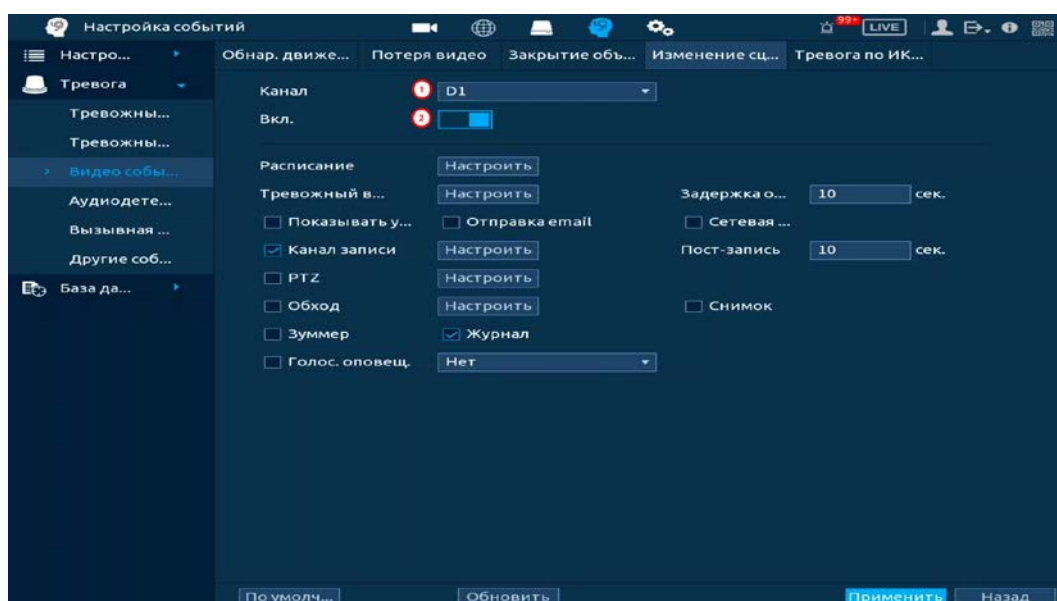 Настройка событий 99+ LIVE
Настро... Обнар. движе... Потеря видео Закрытие объ... Изменение сц... Тревога по ИК...
Тревога
Тревожны...
Тревожны...
Видео собы...
Аудиодете...
Вызывная ...
Другие соб...
База да...
Канал 1 D1
Вкл. 2
Расписание Настроить
Тревожный в... Настроить Задержка о... 10 сек.
Показывать у... Отправка email Сетевая ...
Канал записи Настроить Пост-запись 10 сек.
PTZ Настроить
Обход Настроить Снимок
Зуммер Журнал
Голос. оповещ. Нет
По умолч... Обновить Применить Назад